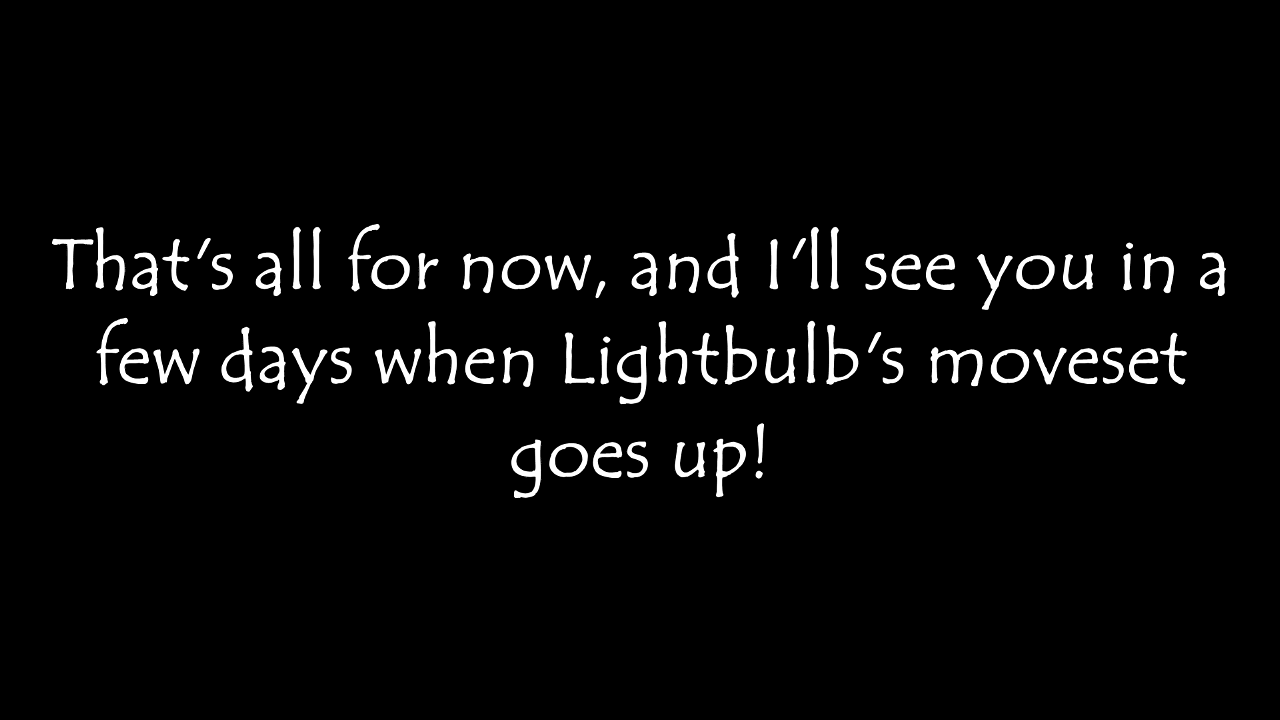 That's all for now, and I'll see you in a
few days when Lightbulb's moveset
goes up!